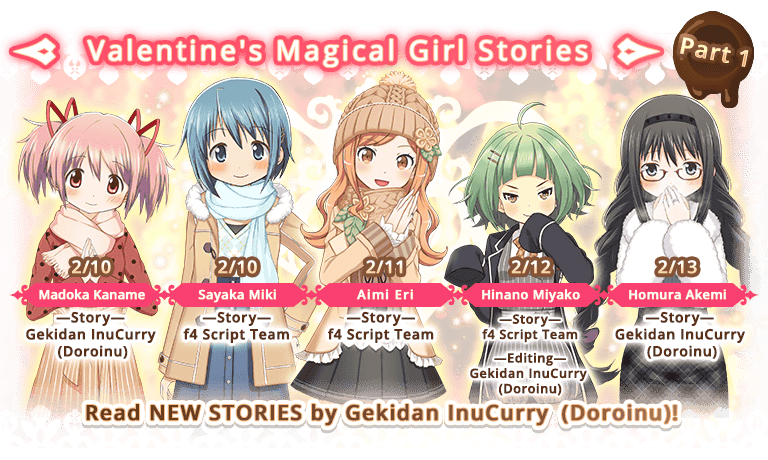 Valentine's Magical Girl Stories
Part 1
2/10
Madoka Kaname
—Story—
Gekidan InuCurry
(Doroinu)
2/10
Sayaka Miki
—Story—
f4 Script Team
2/11
Aimi Eri
—Story—
f4 Script Team
2/12
Hinano Miyako
—Story—
f4 Script Team
—Editing—
Gekidan InuCurry
(Doroinu)
2/13
Homura Akemi
—Story—
Gekidan InuCurry
(Doroinu)
Read NEW STORIES by Gekidan InuCurry (Doroinu)!